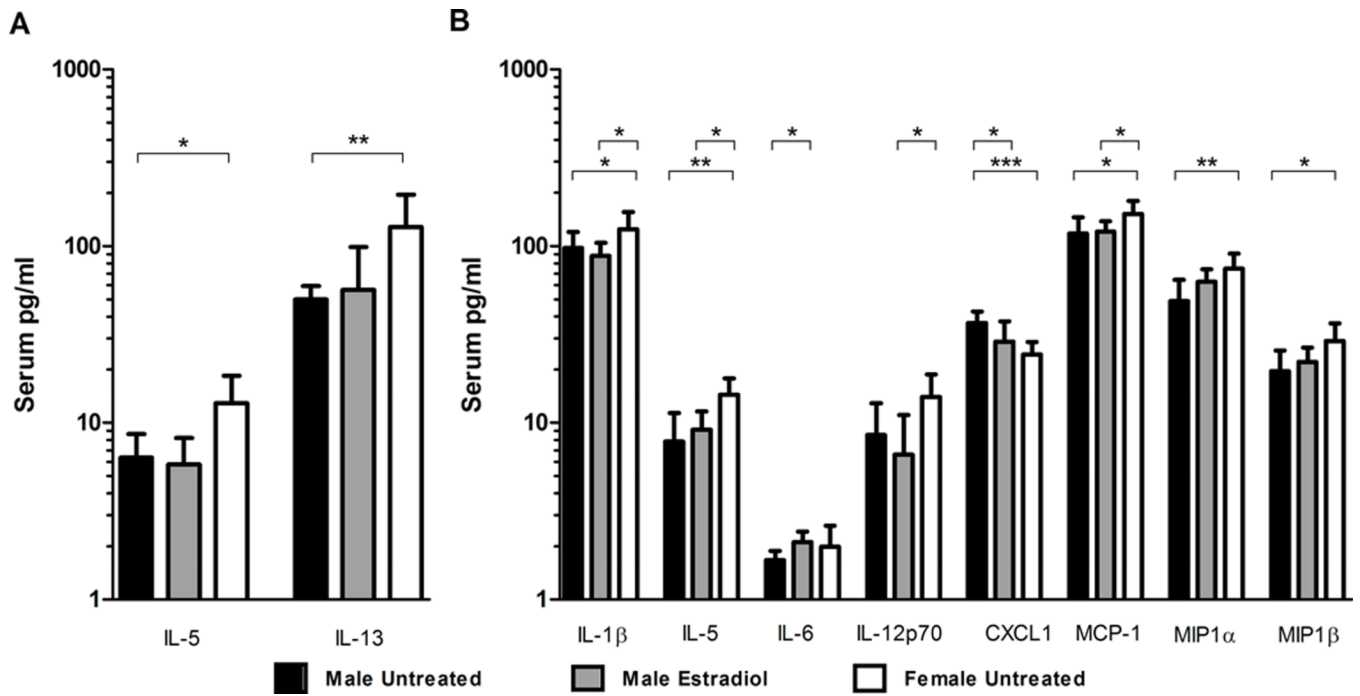 A
B
Serum pg/ml
1000
100
10
1
* **
IL-5 IL-13
Serum pg/ml
1000
100
10
1
* * * * * *
* ** *** * ** *
IL-1β IL-5 IL-6 IL-12p70 CXCL1 MCP-1 MIP1α MIP1β
Male Untreated Male Estradiol Female Untreated